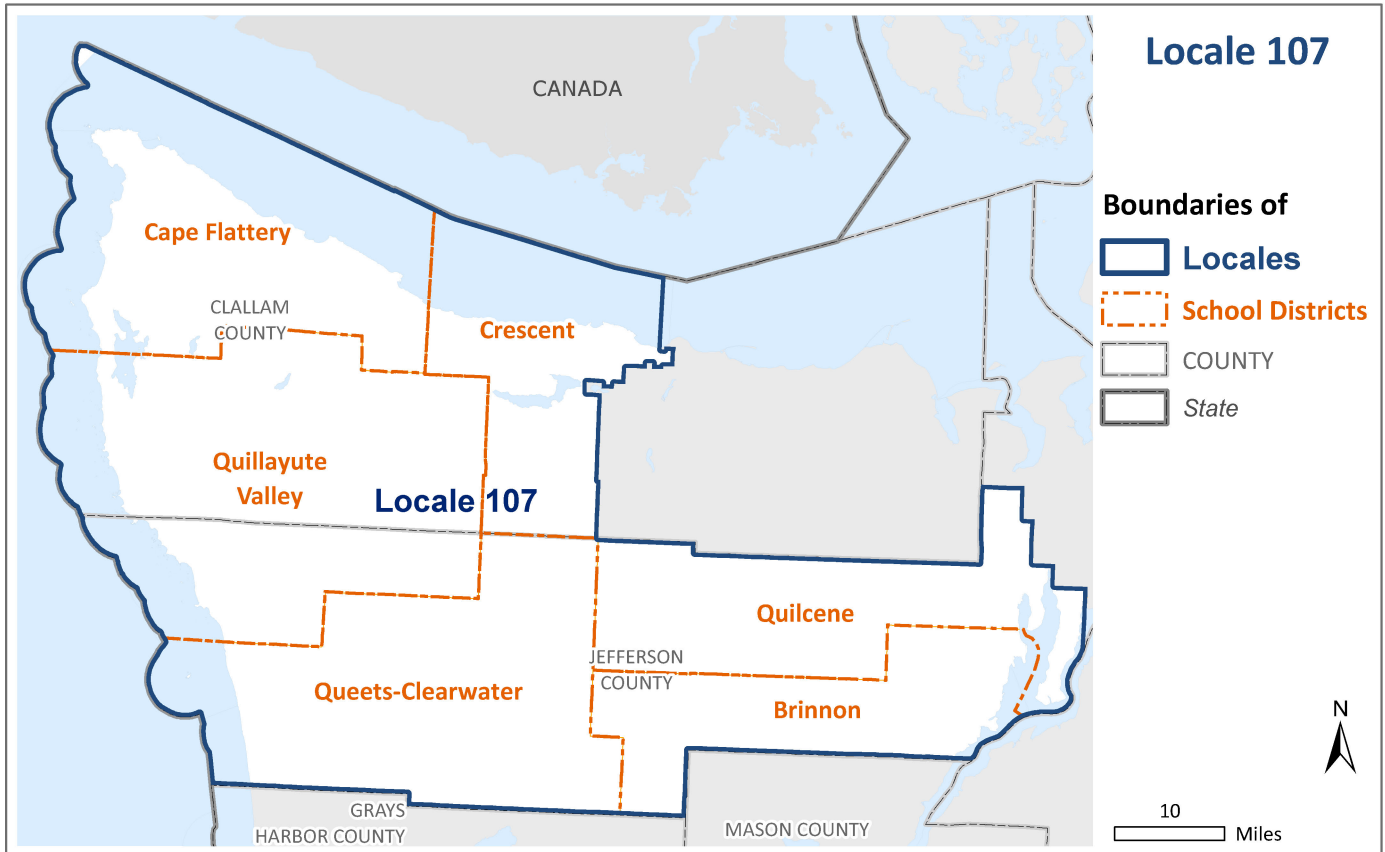 Locale 107
CANADA
Boundaries of
Locales
School Districts
COUNTY
State
Cape Flattery
CLALLAM
COUNTY
Crescent
Quillayute
Valley
Locale 107
Quilcene
JEFFERSON
COUNTY
Queets-Clearwater
Brinnon
N
GRAYS
HARBOR COUNTY
MASON COUNTY
10
Miles